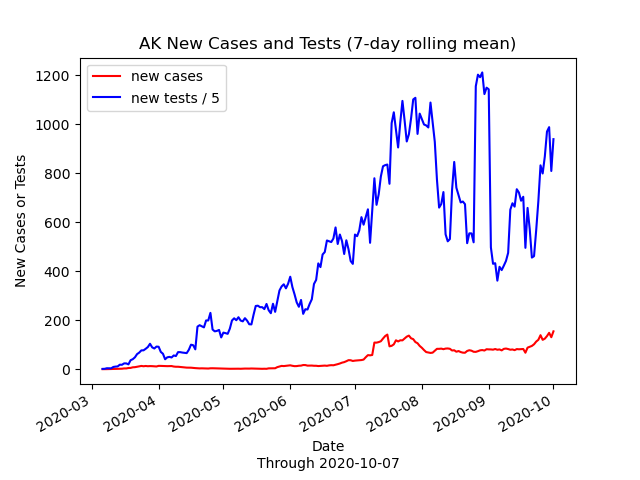 AK New Cases and Tests (7-day rolling mean)
new cases
new tests / 5
1200
1000
800
600
400
200
0
New Cases or Tests
2020-03
2020-04
2020-05
2020-06
2020-07
2020-08
2020-09
2020-10
Date
Through 2020-10-07